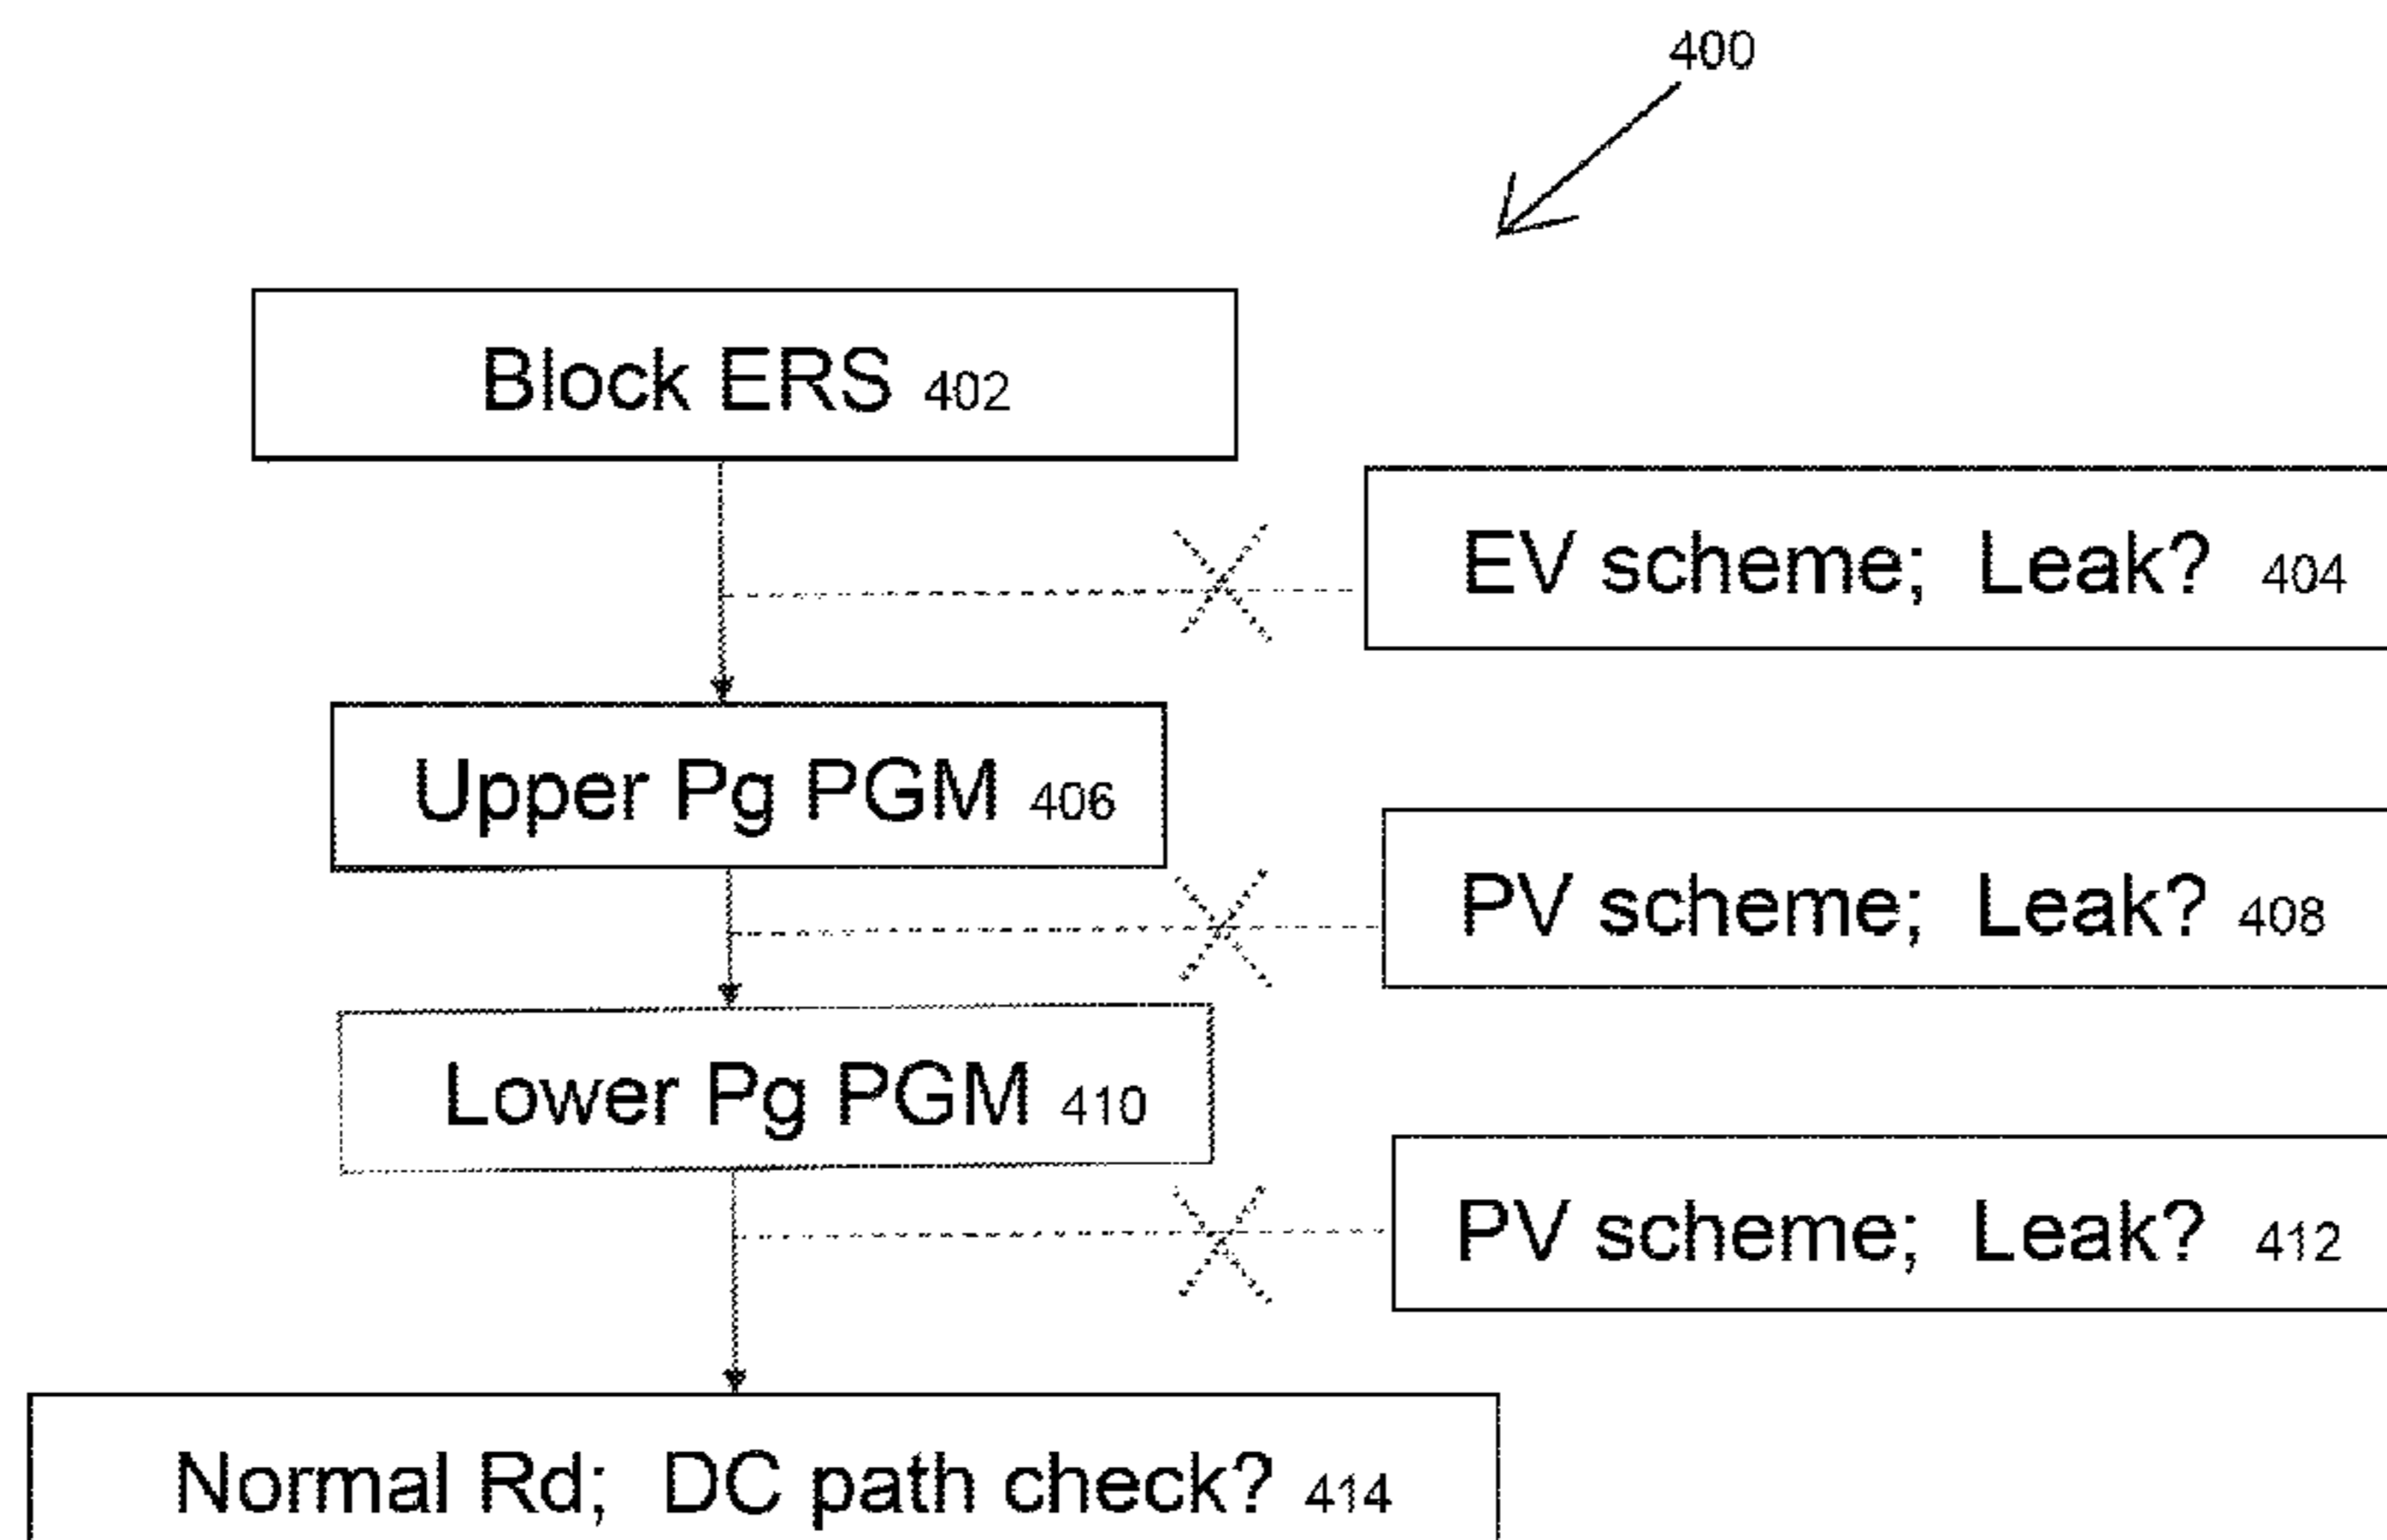 400
Block ERS 402
EV scheme; Leak? 404
Upper Pg PGM 406
PV scheme; Leak? 408
Lower Pg PGM 410
PV scheme; Leak? 412
Normal Rd; DC path check? 414